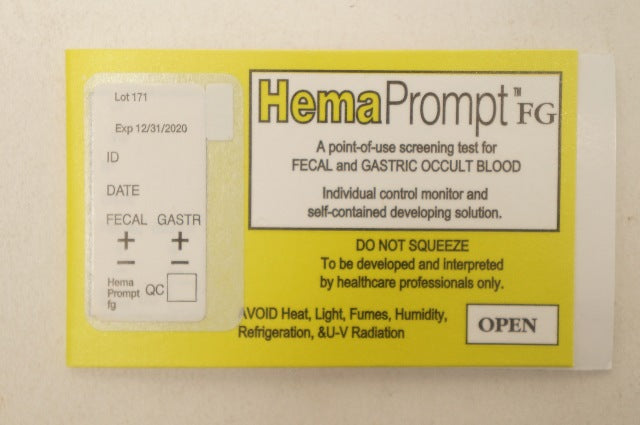 Lot 171
Exp 12/31/2020
ID
DATE
FECAL GASTR
+ +
− −
Hema
Prompt
fg
QC
HemaPrompt™ FG
A point-of-use screening test for
FECAL and GASTRIC OCCULT BLOOD
Individual control monitor and
self-contained developing solution.
DO NOT SQUEEZE
To be developed and interpreted
by healthcare professionals only.
AVOID Heat, Light, Fumes, Humidity,
Refrigeration, &U-V Radiation
OPEN